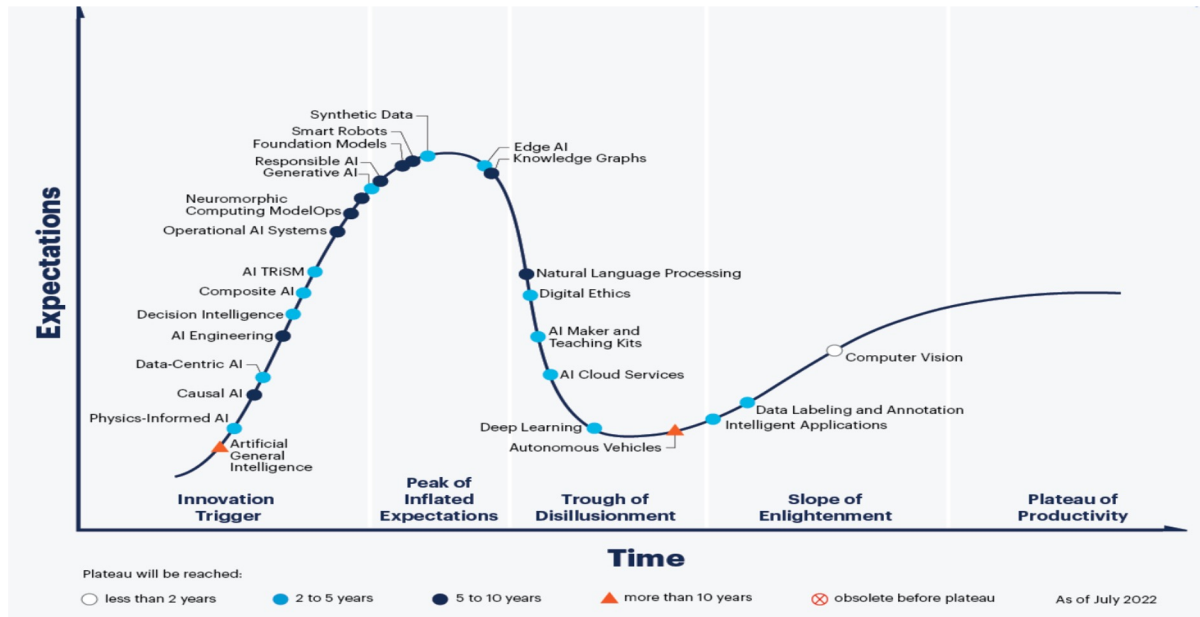 Synthetic Data
Smart Robots
Foundation Models
Responsible AI
Generative AI
Neuromorphic
Computing ModelOps
Operational AI Systems
AI TRiSM
Composite AI
Decision Intelligence
AI Engineering
Data-Centric AI
Causal AI
Physics-Informed AI
Artificial
General
Intelligence
Edge AI
Knowledge Graphs
Natural Language Processing
Digital Ethics
AI Maker and
Teaching Kits
AI Cloud Services
Deep Learning
Autonomous Vehicles
Computer Vision
Data Labeling and Annotation
Intelligent Applications
Expectations
Innovation
Trigger
Peak of
Inflated
Expectations
Trough of
Disillusionment
Slope of
Enlightenment
Plateau of
Productivity
Time
Plateau will be reached:
less than 2 years
2 to 5 years
5 to 10 years
more than 10 years
obsolete before plateau
As of July 2022